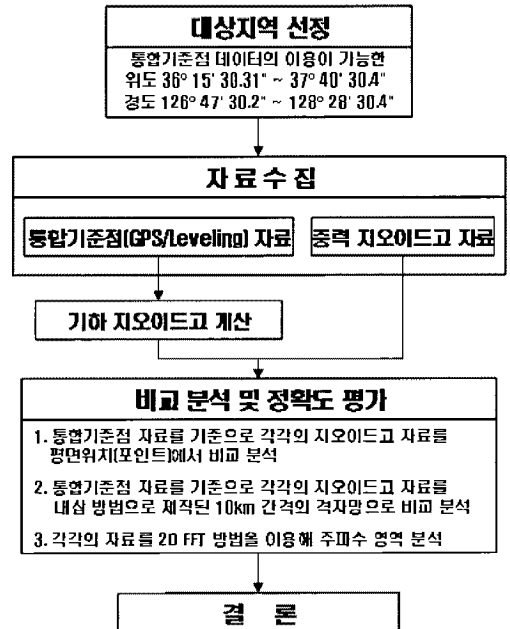 대상지역 선정
통합기준점 데이터의 이용이 가능한
위도 36° 15' 30.31" ~ 37° 40' 30.4"
경도 126° 47' 30.2" ~ 128° 28' 30.4"
자료수집
통합기준점(GPS/Leveling) 자료
중력 지오이드고 자료
기하 지오이드고 계산
비교 분석 및 정확도 평가
1. 통합기준점 자료를 기준으로 각각의 지오이드고 자료를
평면위치(포인트)에서 비교 분석
2. 통합기준점 자료를 기준으로 각각의 지오이드고 자료를
내삽 방법으로 제작된 10km 간격의 격자망으로 비교 분석
3. 각각의 자료를 2D FFT 방법을 이용해 주파수 영역 분석
결 론